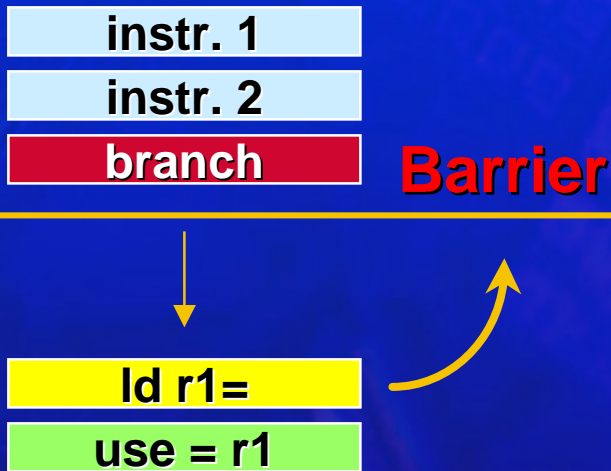 instr. 1
instr. 2
branch
Barrier
ld r1=
use = r1